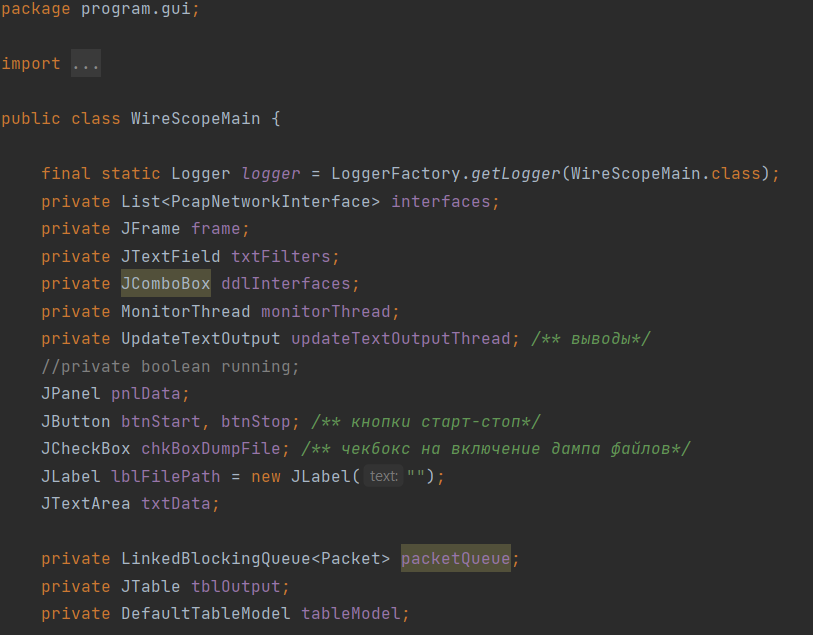 package program.gui;
import ...
public class WireScopeMain {
final static Logger logger = LoggerFactory.getLogger(WireScopeMain.class);
private List<PcapNetworkInterface> interfaces;
private JFrame frame;
private JTextField txtFilters;
private JComboBox ddlInterfaces;
private MonitorThread monitorThread;
private UpdateTextOutput updateTextOutputThread; /** выводы*/
//private boolean running;
JPanel pnlData;
JButton btnStart, btnStop; /** кнопки старт-стоп*/
JCheckBox chkBoxDumpFile; /** чекбокс на включение дампа файлов*/
JLabel lblFilePath = new JLabel( text: "");
JTextArea txtData;
private LinkedBlockingQueue<Packet> packetQueue;
private JTable tblOutput;
private DefaultTableModel tableModel;